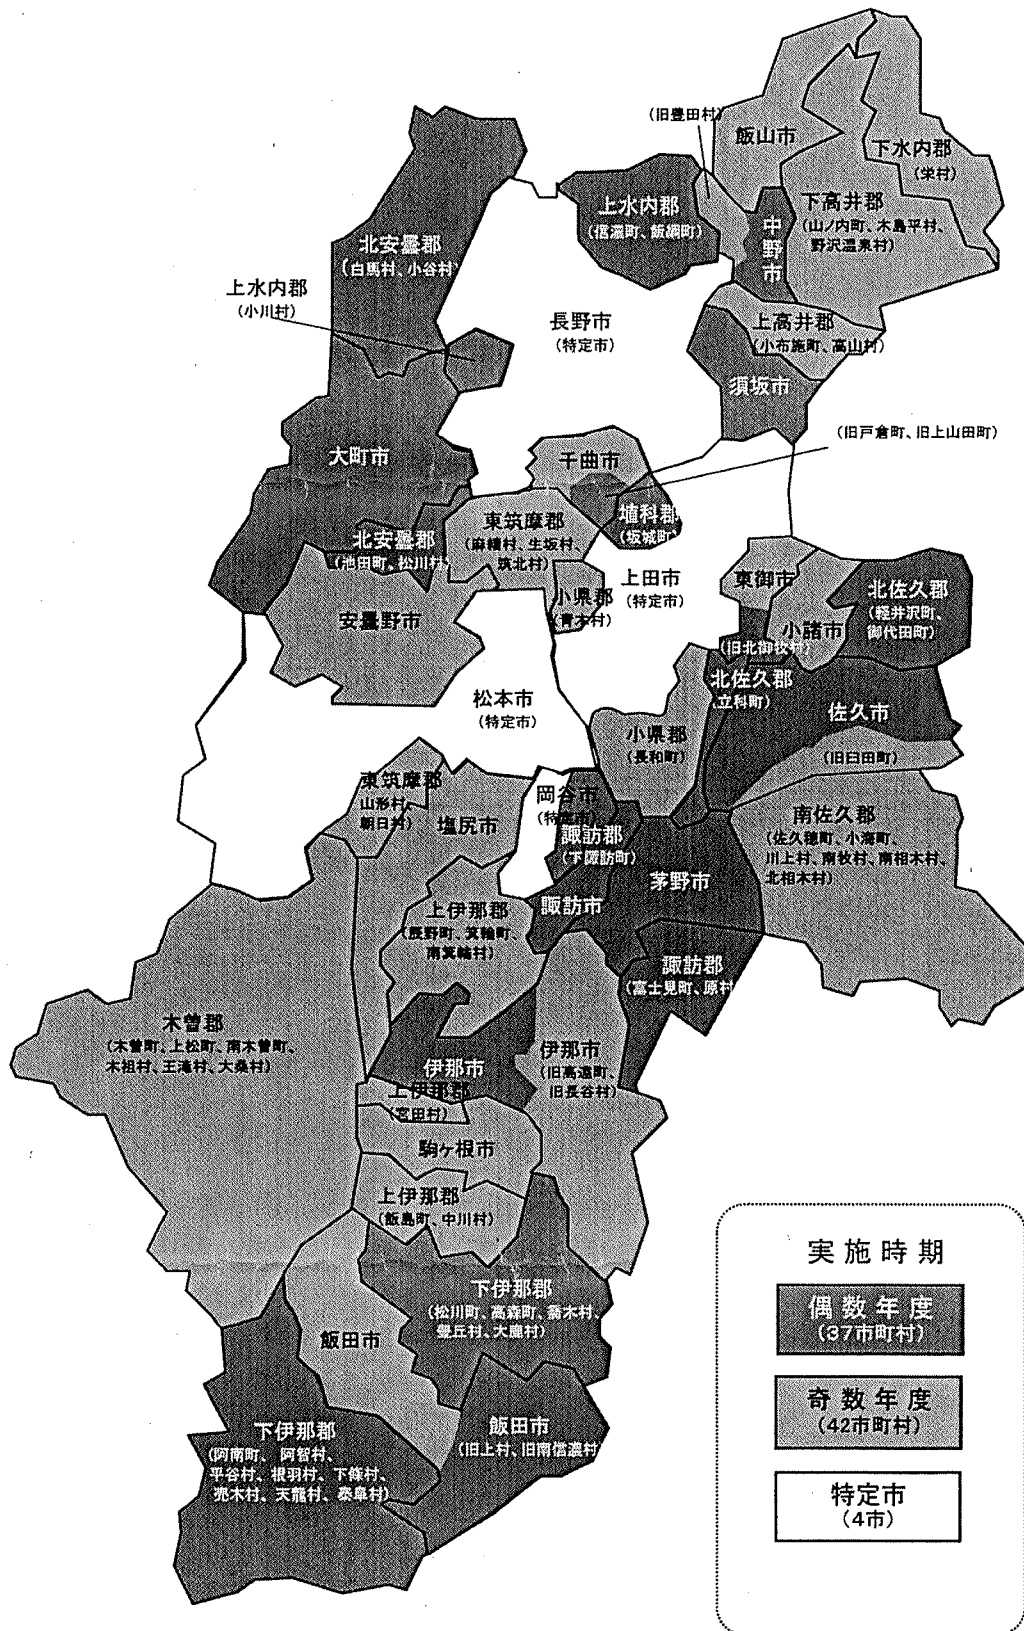 (旧豊田村)
飯山市
下水内郡
(栄村)
上水内郡
(信濃町、飯綱町)
中野市
下高井郡
(山ノ内町、木島平村、
野沢温泉村)
北安曇郡
(白馬村、小谷村)
上水内郡
(小川村)
長野市
(特定市)
上高井郡
(小布施町、高山村)
須坂市
(旧戸倉町、旧上山田町)
大町市
千曲市
埴科郡
(坂城町)
東筑摩郡
(麻績村、生坂村、
筑北村)
北安曇郡
(池田町、松川村)
小県郡
(青木村)
上田市
(特定市)
東御市
北佐久郡
(軽井沢町、
御代田町)
安曇野市
小諸市
(旧北御牧村)
北佐久郡
(立科町)
佐久市
松本市
(特定市)
小県郡
(長和町)
(旧臼田町)
東筑摩郡
山形村、
朝日村)
岡谷市
(特定市)
塩尻市
諏訪郡
(下諏訪町)
南佐久郡
(佐久穂町、小海町、
川上村、南牧村、南相木村、
北相木村)
茅野市
諏訪市
上伊那郡
(辰野町、箕輪町、
南箕輪村)
諏訪郡
(富士見町、原村)
木曽郡
(木曽町、上松町、南木曽町、
木祖村、王滝村、大桑村)
伊那市
伊那市
(旧高遠町、
旧長谷村)
上伊那郡
(宮田村)
駒ヶ根市
上伊那郡
(飯島町、中川村)
下伊那郡
(松川町、高森町、喬木村、
豊丘村、大鹿村)
飯田市
下伊那郡
(阿南町、阿智村、
平谷村、根羽村、下條村、
売木村、天龍村、泰阜村)
飯田市
(旧上村、旧南信濃村)
実施時期
偶数年度
(37市町村)
奇数年度
(42市町村)
特定市
(4市)